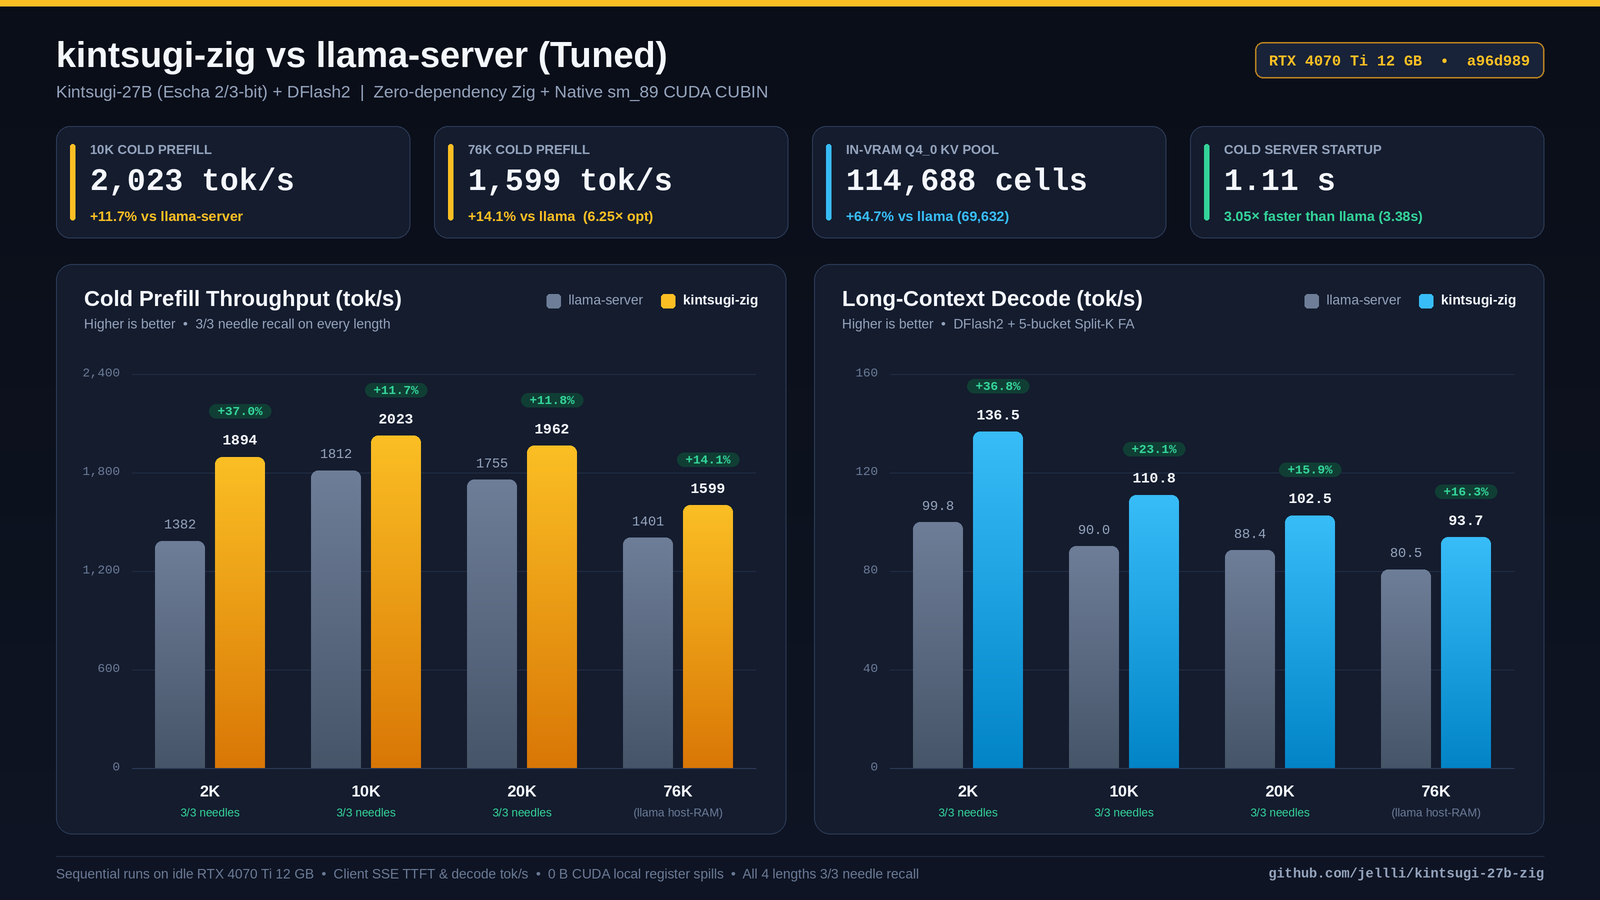 kintsugi-zig vs llama-server (Tuned)
RTX 4070 Ti 12 GB • a96d989
Kintsugi-27B (Escha 2/3-bit) + DFlash2 | Zero-dependency Zig + Native sm_89 CUDA CUBIN
10K COLD PREFILL
2,023 tok/s
+11.7% vs llama-server
76K COLD PREFILL
1,599 tok/s
+14.1% vs llama (6.25× opt)
IN-VRAM Q4_0 KV POOL
114,688 cells
+64.7% vs llama (69,632)
COLD SERVER STARTUP
1.11 s
3.05× faster than llama (3.38s)
Cold Prefill Throughput (tok/s)
llama-server
kintsugi-zig
Higher is better • 3/3 needle recall on every length
2,400
1,800
1,200
600
0
1382
+37.0%
1894
1812
+11.7%
2023
1755
+11.8%
1962
1401
+14.1%
1599
2K
10K
20K
76K
3/3 needles
3/3 needles
3/3 needles
(llama host-RAM)
Long-Context Decode (tok/s)
llama-server
kintsugi-zig
Higher is better • DFlash2 + 5-bucket Split-K FA
160
120
80
40
0
99.8
+36.8%
136.5
90.0
+23.1%
110.8
88.4
+15.9%
102.5
80.5
+16.3%
93.7
2K
10K
20K
76K
3/3 needles
3/3 needles
3/3 needles
(llama host-RAM)
Sequential runs on idle RTX 4070 Ti 12 GB • Client SSE TTFT & decode tok/s • 0 B CUDA local register spills • All 4 lengths 3/3 needle recall
github.com/jellli/kintsugi-27b-zig